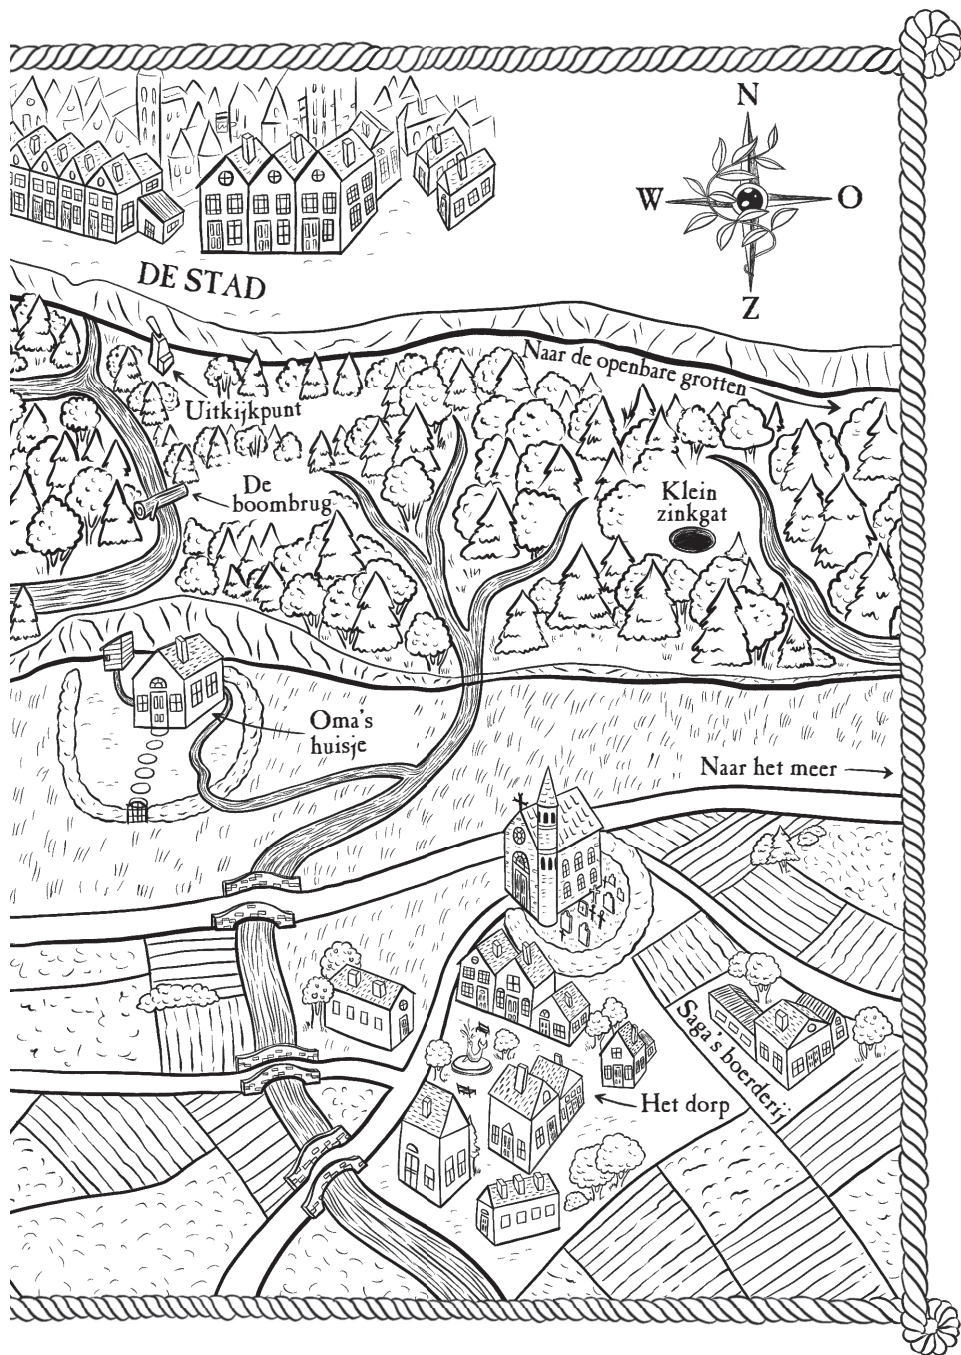 N
W
O
Z
DE STAD
Naar de openbare grotten
Uitkijkpunt
De
boombrug
Klein
zinkgat
Oma's
huisje
Naar het meer
Saga's boerderij
Het dorp